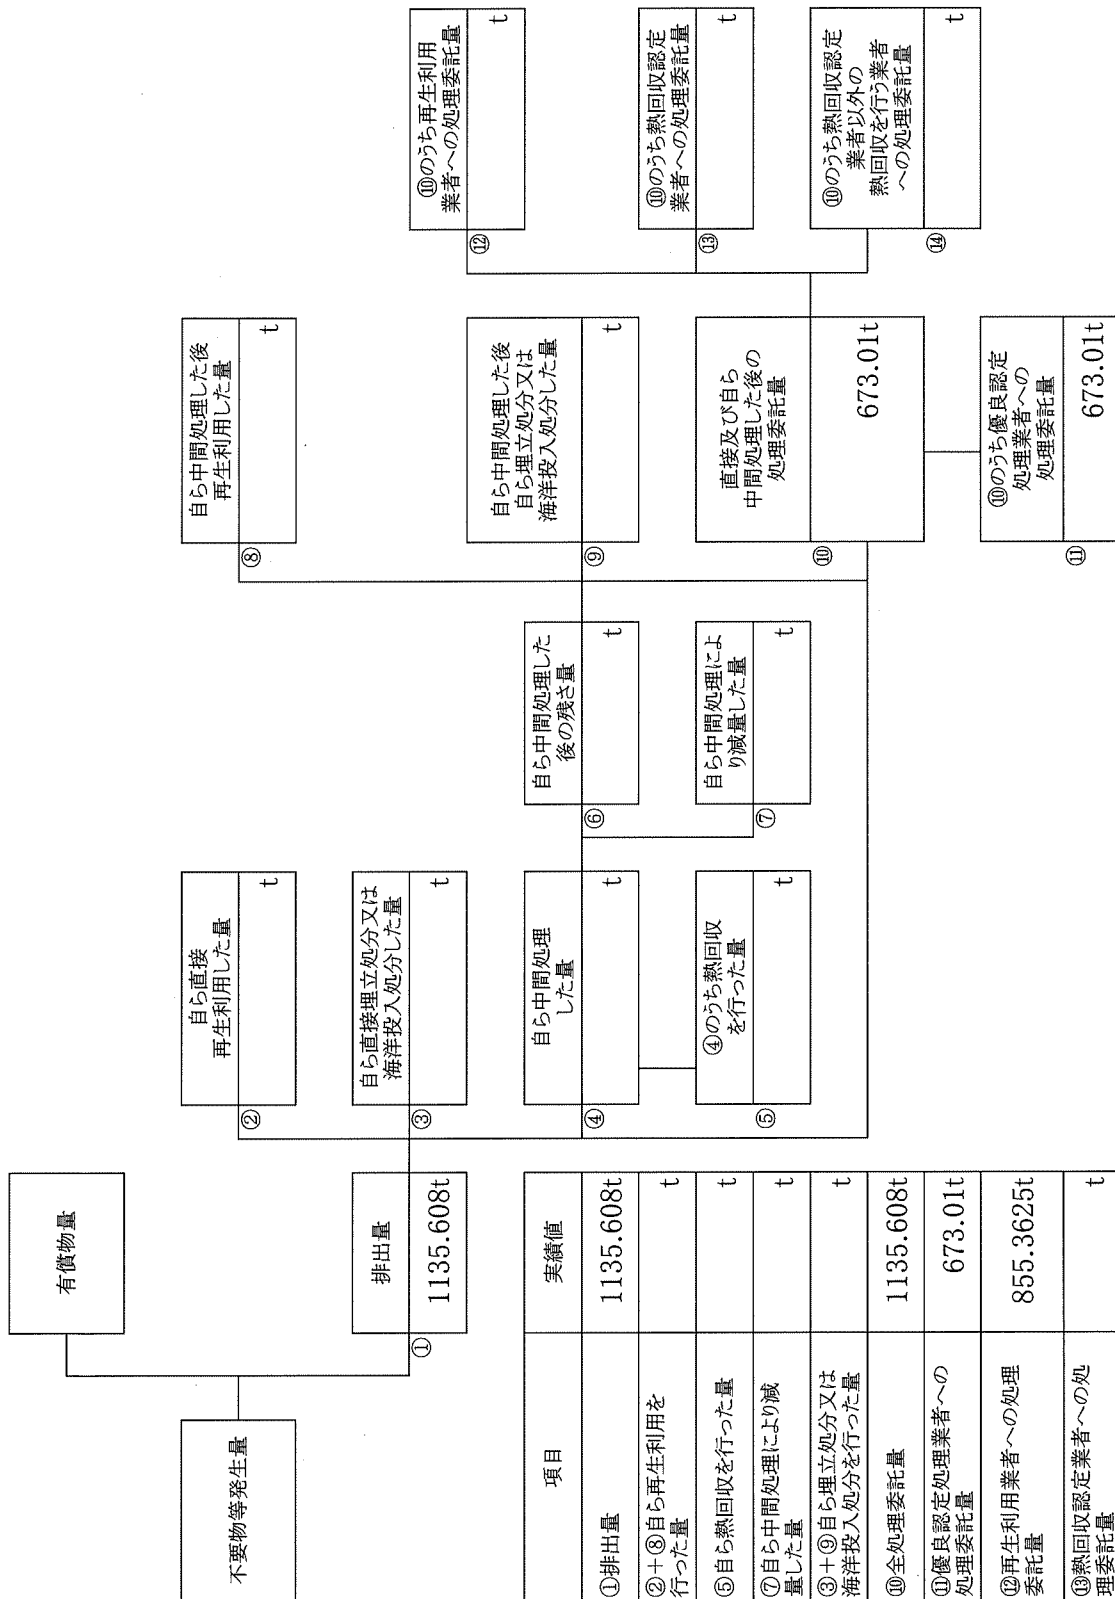 不要物等発生量
有償物量
排出量
① 1135.608t
自ら直接
再生利用した量
② t
自ら直接埋立処分又は
海洋投入処分した量
③ t
自ら中間処理
した量
④ t
④のうち熱回収
を行った量
⑤ t
自ら中間処理した
後の残さ量
⑥ t
自ら中間処理によ
り減量した量
⑦ t
自ら中間処理した後
再生利用した量
⑧ t
自ら中間処理した後
自ら埋立処分又は
海洋投入処分した量
⑨ t
直接及び自ら
中間処理した後の
処理委託量
⑩ 673.01t
⑩のうち優良認定
処理業者への
処理委託量
⑪ 673.01t
⑩のうち再生利用
業者への処理委託量
⑫ t
⑩のうち熱回収認定
業者への処理委託量
⑬ t
⑩のうち熱回収認定
業者以外の
熱回収を行う業者
への処理委託量
⑭ t
項目 実績値
①排出量 1135.608t
②+⑧自ら再生利用を
行った量 t
⑤自ら熱回収を行った量 t
⑦自ら中間処理により減
量した量 t
③+⑨自ら埋立処分又は
海洋投入処分を行った量 t
⑩全処理委託量 1135.608t
⑪優良認定処理業者への
処理委託量 673.01t
⑫再生利用業者への処理
委託量 855.3625t
⑬熱回収認定業者への処
理委託量 t